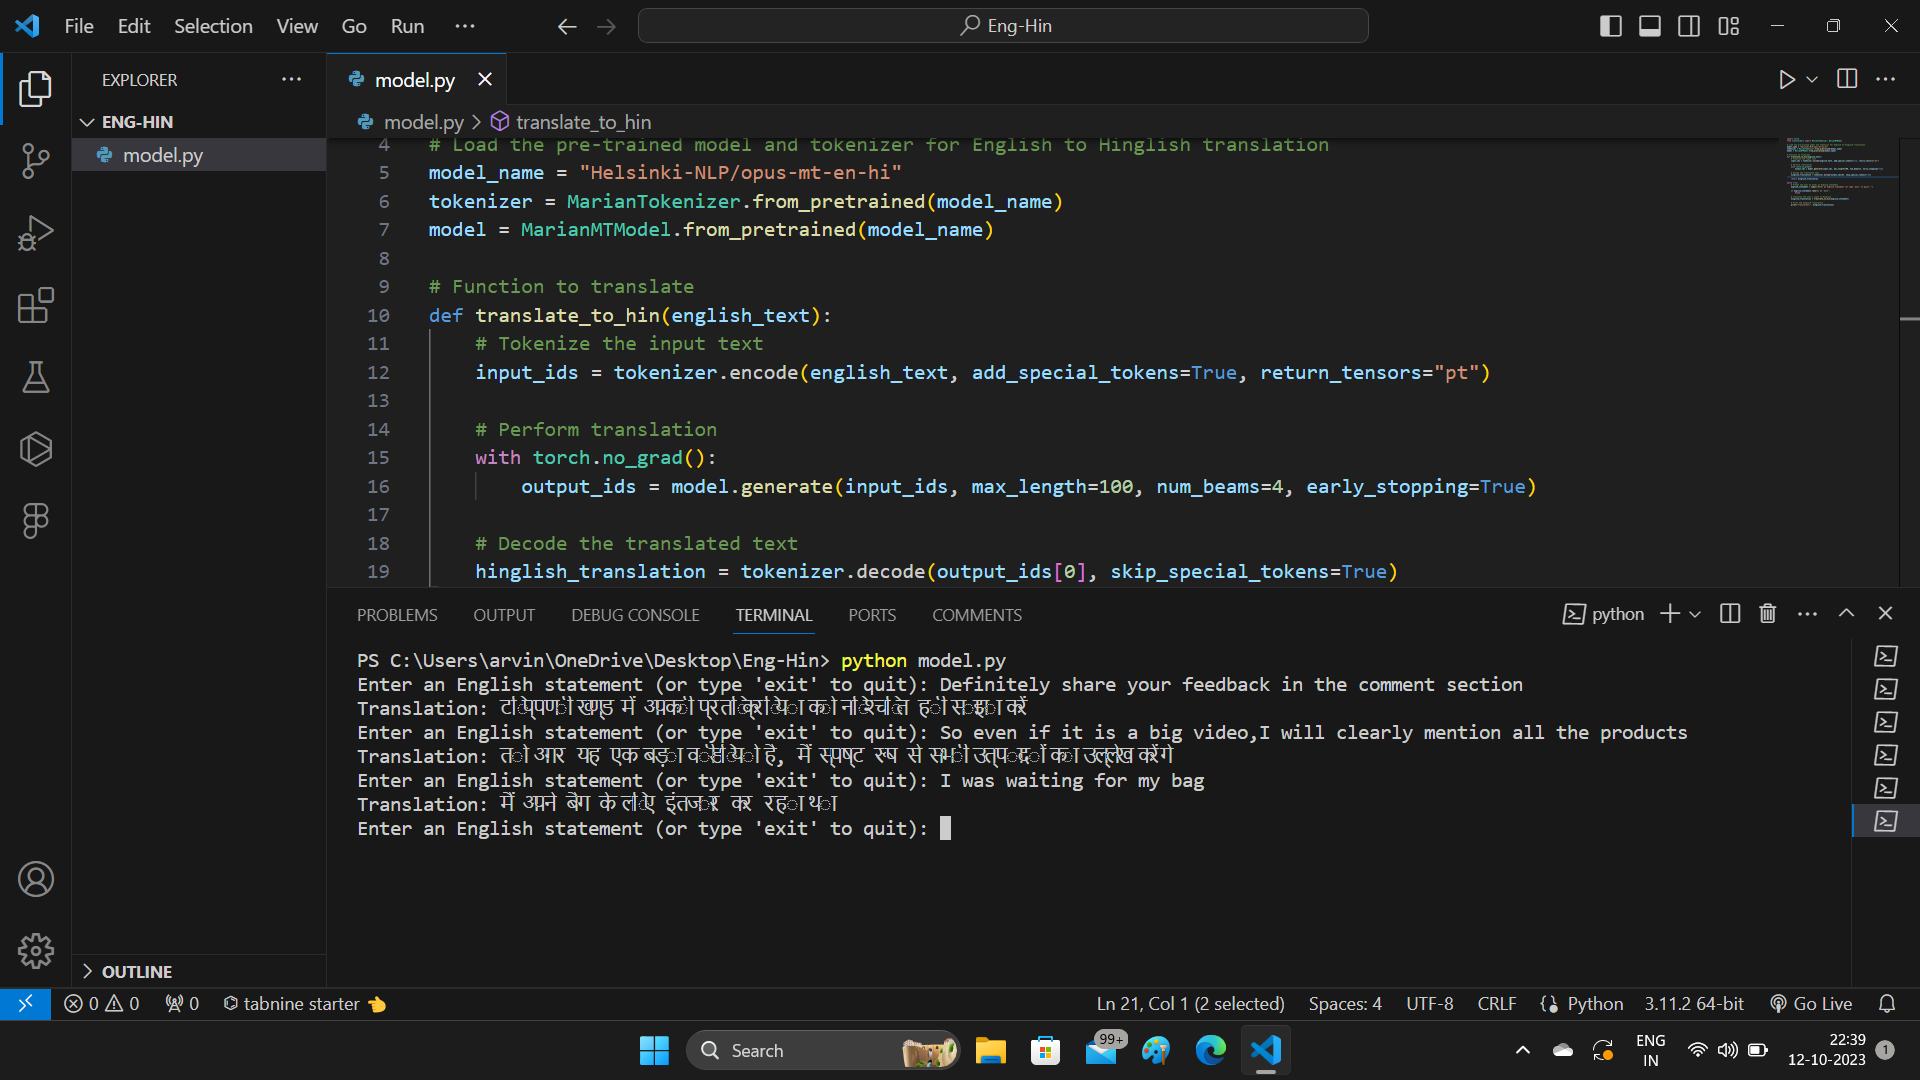 File Edit Selection View Go Run ···
Eng-Hin
EXPLORER
model.py
ENG-HIN
model.py
model.py > translate_to_hin
4 # Load the pre-trained model and tokenizer for English to Hinglish translation
5 model_name = "Helsinki-NLP/opus-mt-en-hi"
6 tokenizer = MarianTokenizer.from_pretrained(model_name)
7 model = MarianMTModel.from_pretrained(model_name)
8
9 # Function to translate
10 def translate_to_hin(english_text):
11 # Tokenize the input text
12 input_ids = tokenizer.encode(english_text, add_special_tokens=True, return_tensors="pt")
13
14 # Perform translation
15 with torch.no_grad():
16 output_ids = model.generate(input_ids, max_length=100, num_beams=4, early_stopping=True)
17
18 # Decode the translated text
19 hinglish_translation = tokenizer.decode(output_ids[0], skip_special_tokens=True)
PROBLEMS OUTPUT DEBUG CONSOLE TERMINAL PORTS COMMENTS
python
PS C:\Users\arvin\OneDrive\Desktop\Eng-Hin> python model.py
Enter an English statement (or type 'exit' to quit): Definitely share your feedback in the comment section
Translation: टिप्पणी खण्ड में आपकी प्रतिक्रिया को निश्चित ही साझा करें
Enter an English statement (or type 'exit' to quit): So even if it is a big video,I will clearly mention all the products
Translation: तो और यह एक बड़ा वीडियो है, मैं स्पष्ट रूप से सभी उत्पादों का उल्लेख करेंगे
Enter an English statement (or type 'exit' to quit): I was waiting for my bag
Translation: मैं अपने बैग के लिए इंतजार कर रहा था
Enter an English statement (or type 'exit' to quit):
OUTLINE
0 0 0 tabnine starter
Ln 21, Col 1 (2 selected) Spaces: 4 UTF-8 CRLF Python 3.11.2 64-bit Go Live
Search
99+
ENG
IN
22:39
12-10-2023
1